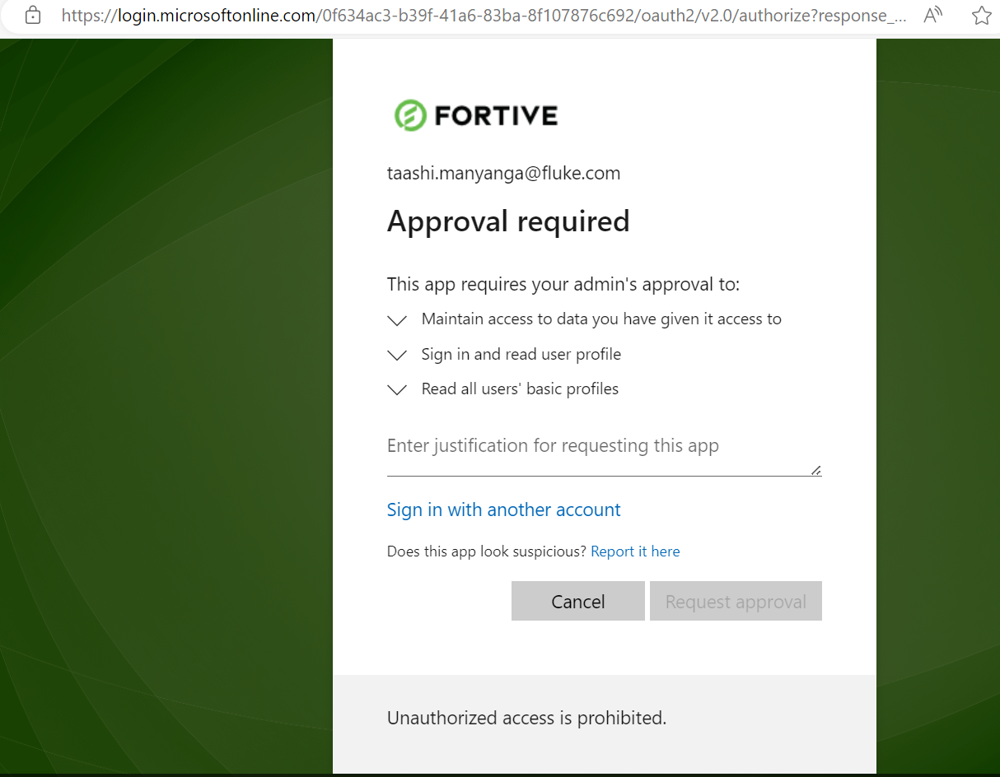 https://login.microsoftonline.com/0f634ac3-b39f-41a6-83ba-8f107876c692/oauth2/v2.0/authorize?response_...
FORTIVE
taashi.manyanga@fluke.com
Approval required
This app requires your admin's approval to:
Maintain access to data you have given it access to
Sign in and read user profile
Read all users' basic profiles
Enter justification for requesting this app
Sign in with another account
Does this app look suspicious? Report it here
Cancel Request approval
Unauthorized access is prohibited.